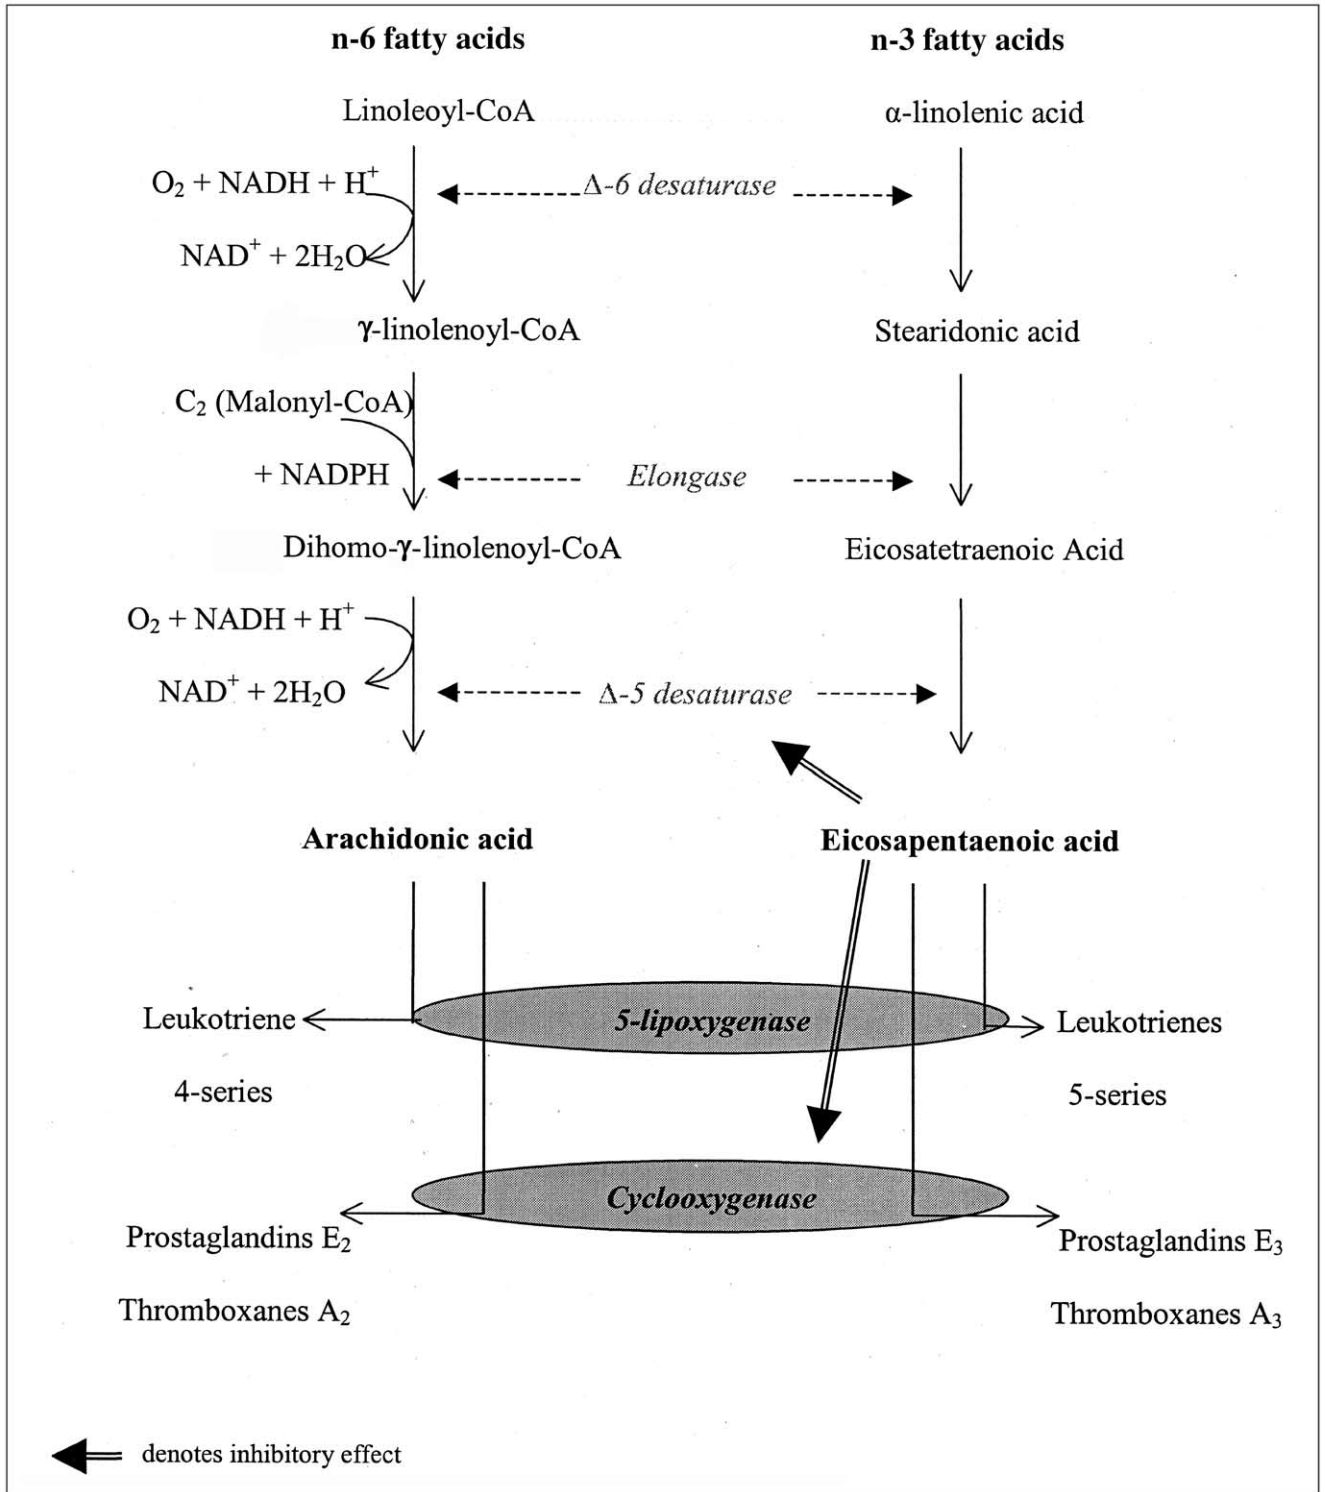 n-6 fatty acids n-3 fatty acids
Linoleoyl-CoA α-linolenic acid
O₂ + NADH + H⁺ Δ-6 desaturase
NAD⁺ + 2H₂O
γ-linolenoyl-CoA Stearidonic acid
C₂ (Malonyl-CoA)
+ NADPH Elongase
Dihomo-γ-linolenoyl-CoA Eicosatetraenoic Acid
O₂ + NADH + H⁺
NAD⁺ + 2H₂O Δ-5 desaturase
Arachidonic acid Eicosapentaenoic acid
Leukotriene 5-lipoxygenase Leukotrienes
4-series 5-series
Cyclooxygenase
Prostaglandins E₂ Prostaglandins E₃
Thromboxanes A₂ Thromboxanes A₃
denotes inhibitory effect